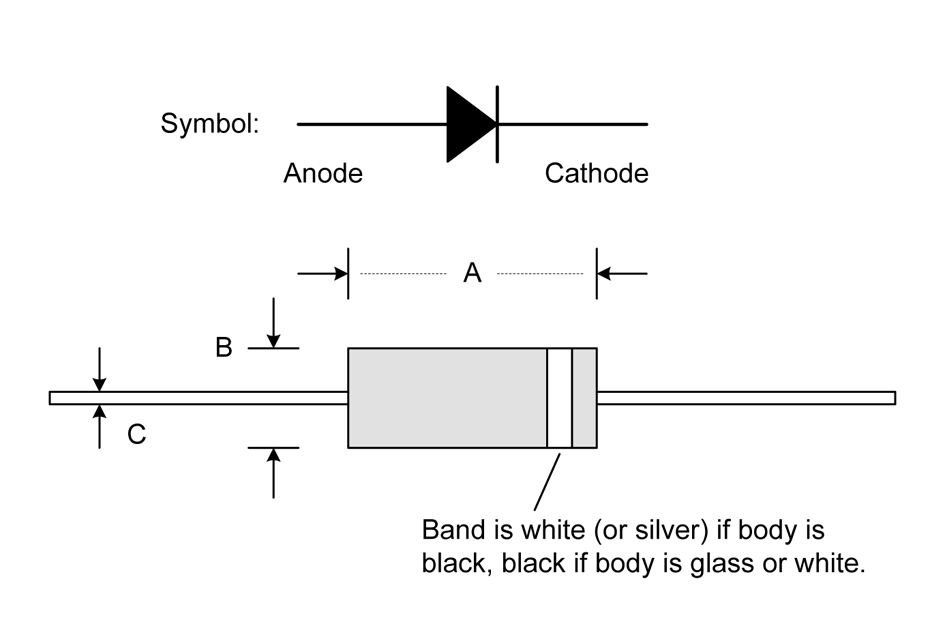 Symbol:
Anode
Cathode
A
B
C
Band is white (or silver) if body is
black, black if body is glass or white.